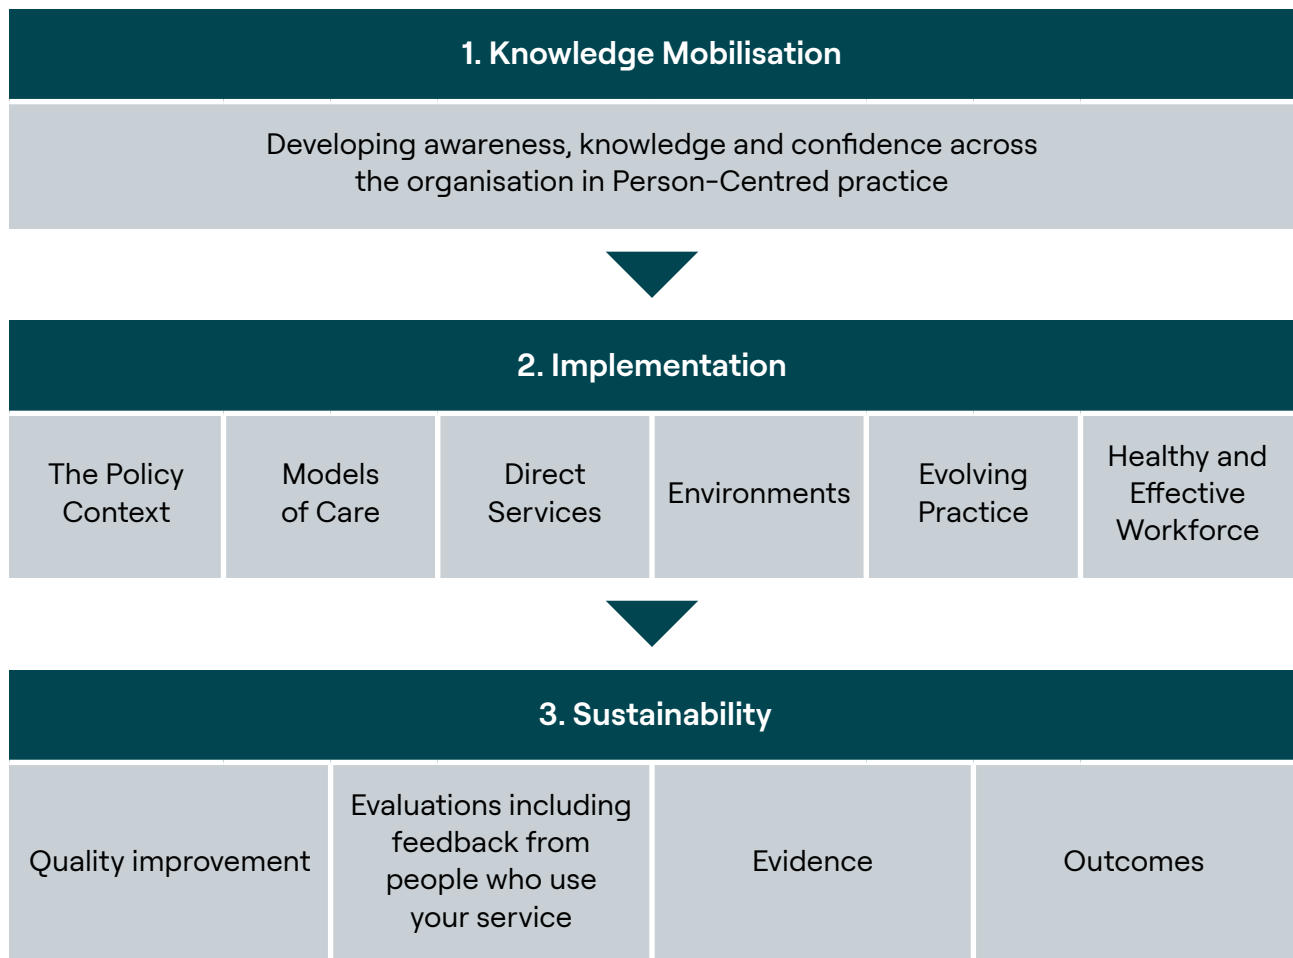 1. Knowledge Mobilisation
Developing awareness, knowledge and confidence across
the organisation in Person-Centred practice
2. Implementation
The Policy
Context
Models
of Care
Direct
Services
Environments
Evolving
Practice
Healthy and
Effective
Workforce
3. Sustainability
Quality improvement
Evaluations including
feedback from
people who use
your service
Evidence
Outcomes